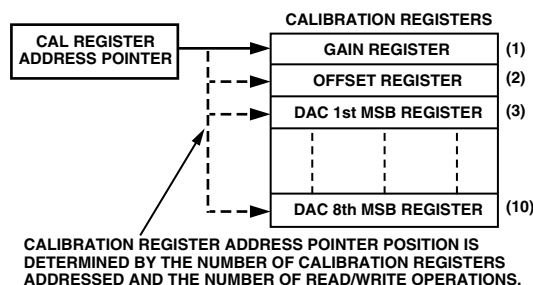 CALIBRATION REGISTERS
CAL REGISTER
ADDRESS POINTER
GAIN REGISTER (1)
OFFSET REGISTER (2)
DAC 1st MSB REGISTER (3)
DAC 8th MSB REGISTER (10)
CALIBRATION REGISTER ADDRESS POINTER POSITION IS
DETERMINED BY THE NUMBER OF CALIBRATION REGISTERS
ADDRESSED AND THE NUMBER OF READ/WRITE OPERATIONS.